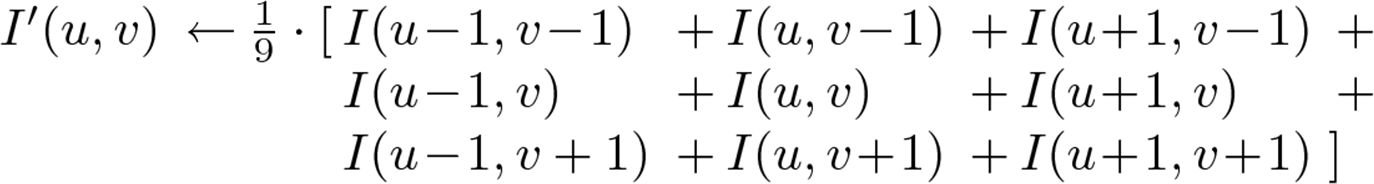 I′(u, v) ← 1/9 · [ I(u−1, v−1) + I(u, v−1) + I(u+1, v−1) +
I(u−1, v) + I(u, v) + I(u+1, v) +
I(u−1, v + 1) + I(u, v+1) + I(u+1, v+1) ]